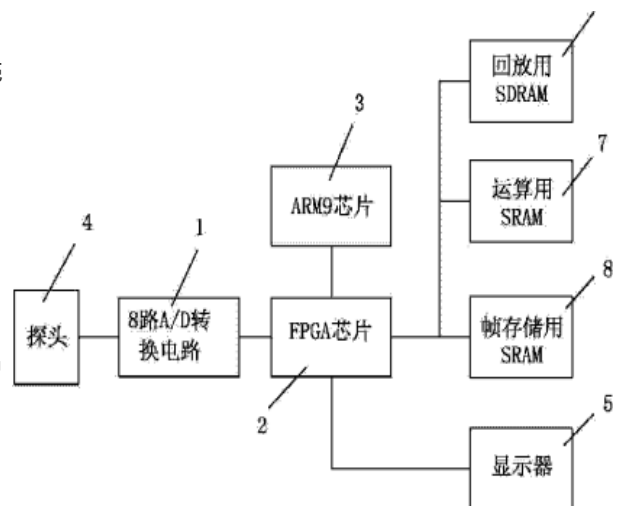 回放用
SDRAM
3
7
ARM9芯片
运算用
SRAM
4
1
8
探头
8路A/D转
换电路
FPGA芯片
帧存储用
SRAM
2
5
显示器